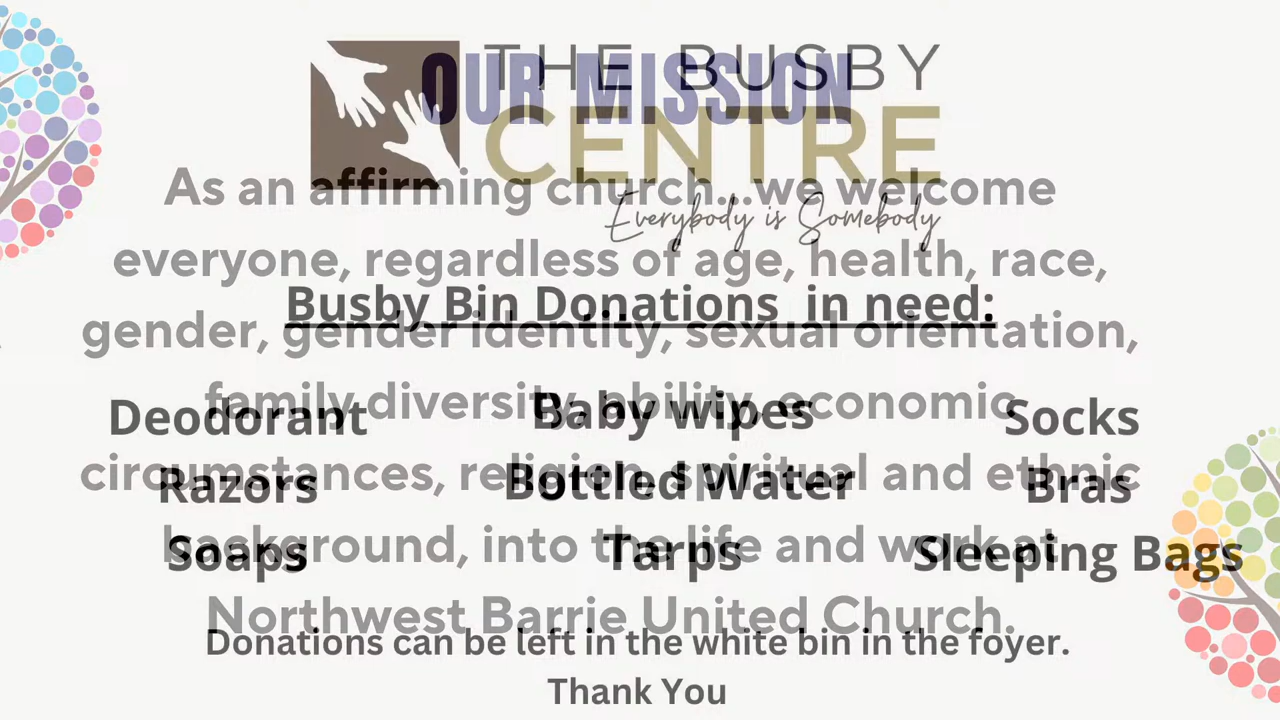 OUR MISSION
As an affirming church...we welcome
everyone, regardless of age, health, race,
gender, gender identity, sexual orientation,
family diversity, ability, economic
circumstances, religion, spiritual and ethnic
background, into the life and work at
Northwest Barrie United Church.
THE BUSBY
CENTRE
Everybody is Somebody
Busby Bin Donations in need:
Deodorant Baby wipes Socks
Razors Bottled Water Bras
Soaps Tarps Sleeping Bags
Donations can be left in the white bin in the foyer.
Thank You